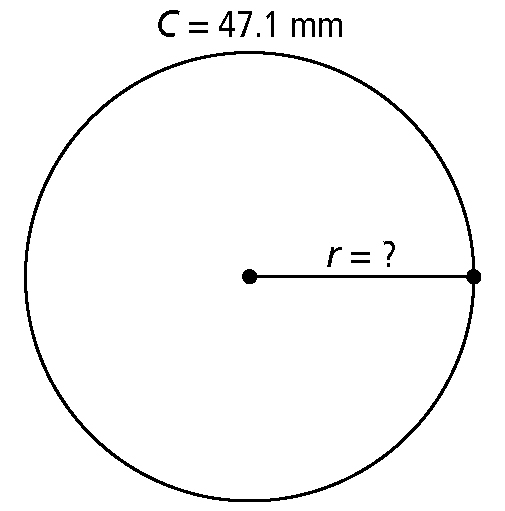 C = 47.1 mm
r = ?